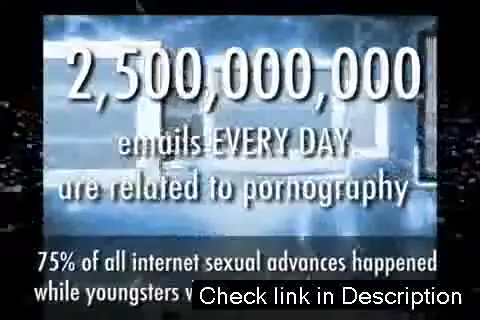 2,500,000,000
emails EVERY DAY
are related to pornography
75% of all internet sexual advances happened
while youngsters
Check link in Description